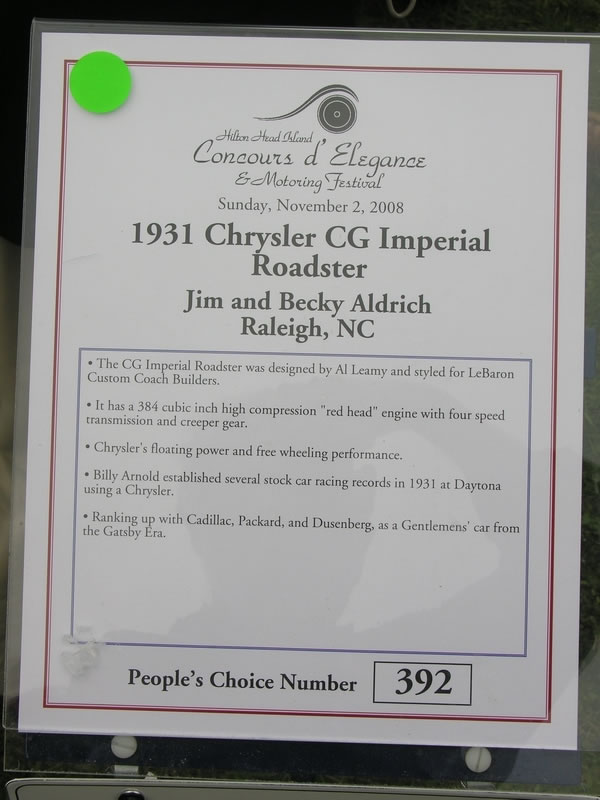 Hilton Head Island
Concours d' Elegance
& Motoring Festival
Sunday, November 2, 2008
1931 Chrysler CG Imperial
Roadster
Jim and Becky Aldrich
Raleigh, NC
• The CG Imperial Roadster was designed by Al Leamy and styled for LeBaron
Custom Coach Builders.
• It has a 384 cubic inch high compression "red head" engine with four speed
transmission and creeper gear.
• Chrysler's floating power and free wheeling performance.
• Billy Arnold established several stock car racing records in 1931 at Daytona
using a Chrysler.
• Ranking up with Cadillac, Packard, and Dusenberg, as a Gentlemens' car from
the Gatsby Era.
People's Choice Number 392